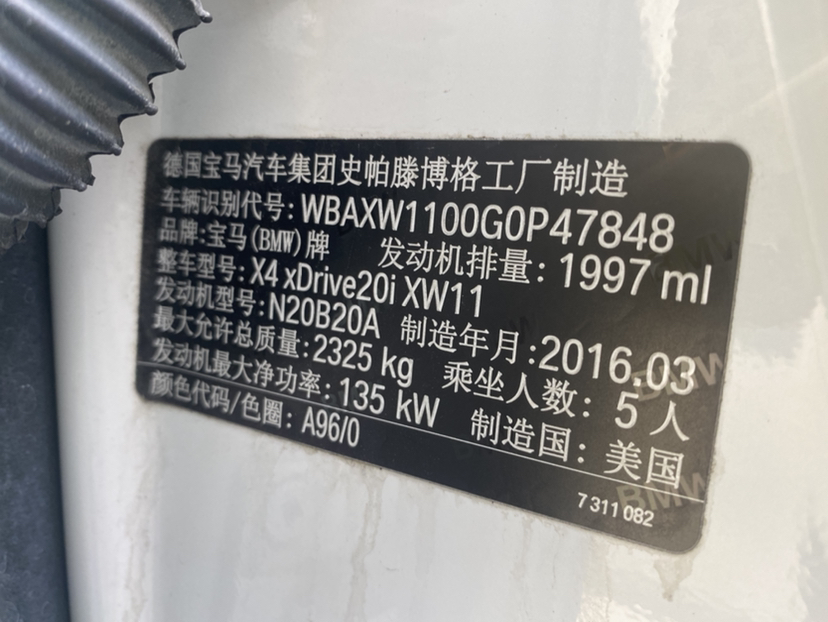 德国宝马汽车集团史帕滕博格工厂制造
车辆识别代号: WBAXW1100G0P47848
品牌: 宝马(BMW)牌 发动机排量: 1997 ml
整车型号: X4 xDrive20i XW11
发动机型号: N20B20A 制造年月: 2016.03
最大允许总质量: 2325 kg 乘坐人数: 5 人
发动机最大净功率: 135 kW 制造国: 美国
颜色代码/色圈: A96/0
7 311 082